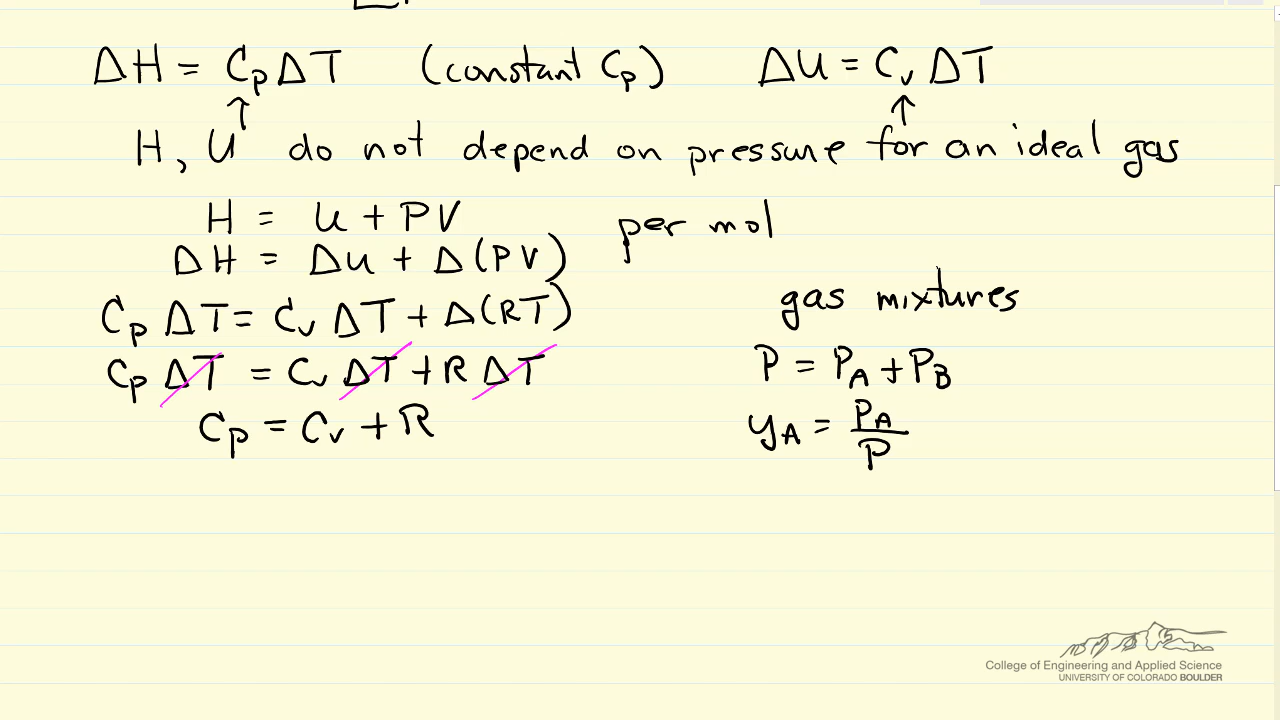 ΔH = Cp ΔT (constant Cp) ΔU = Cv ΔT
H, U do not depend on pressure for an ideal gas
H = U + PV per mol
ΔH = ΔU + Δ(PV)
Cp ΔT = Cv ΔT + Δ(RT)
Cp ΔT = Cv ΔT + R ΔT
Cp = Cv + R
gas mixtures
P = PA + PB
yA = PA/P
College of Engineering and Applied Science
UNIVERSITY OF COLORADO BOULDER